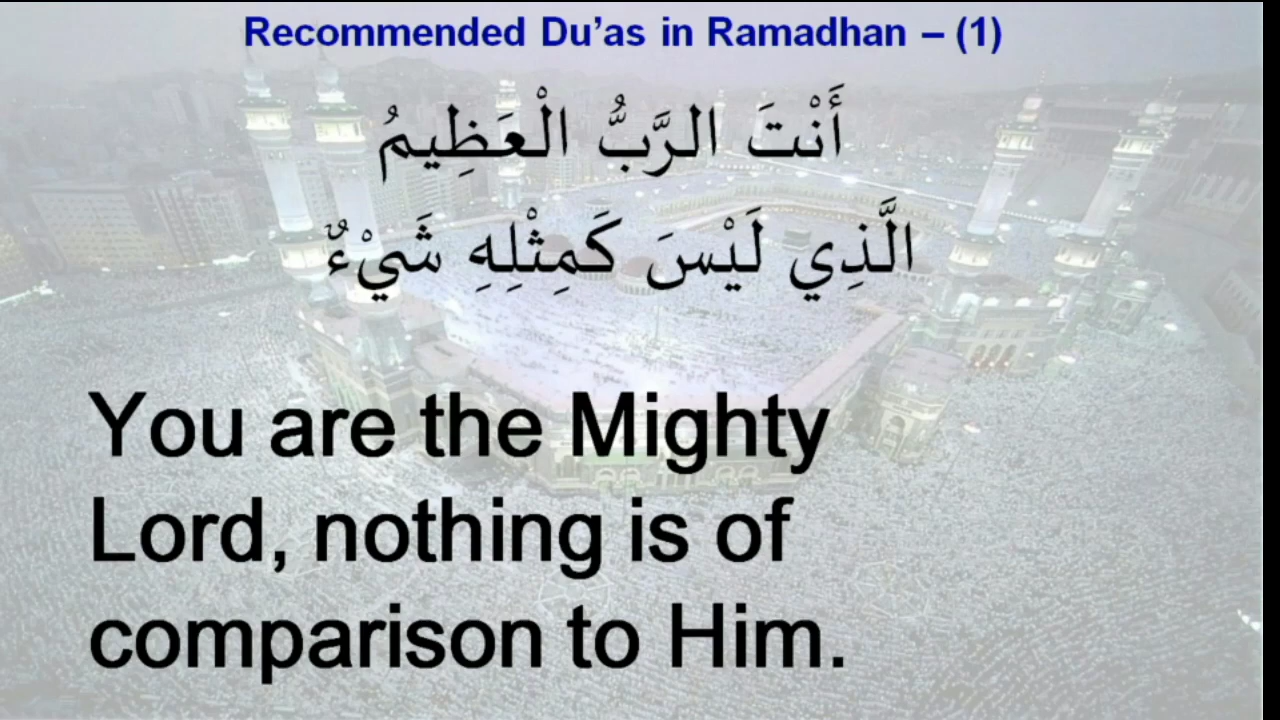 Recommended Du’as in Ramadhan – (1)
أَنْتَ الرَّبُّ الْعَظِيمُ
الَّذِي لَيْسَ كَمِثْلِهِ شَيْءٌ
You are the Mighty
Lord, nothing is of
comparison to Him.